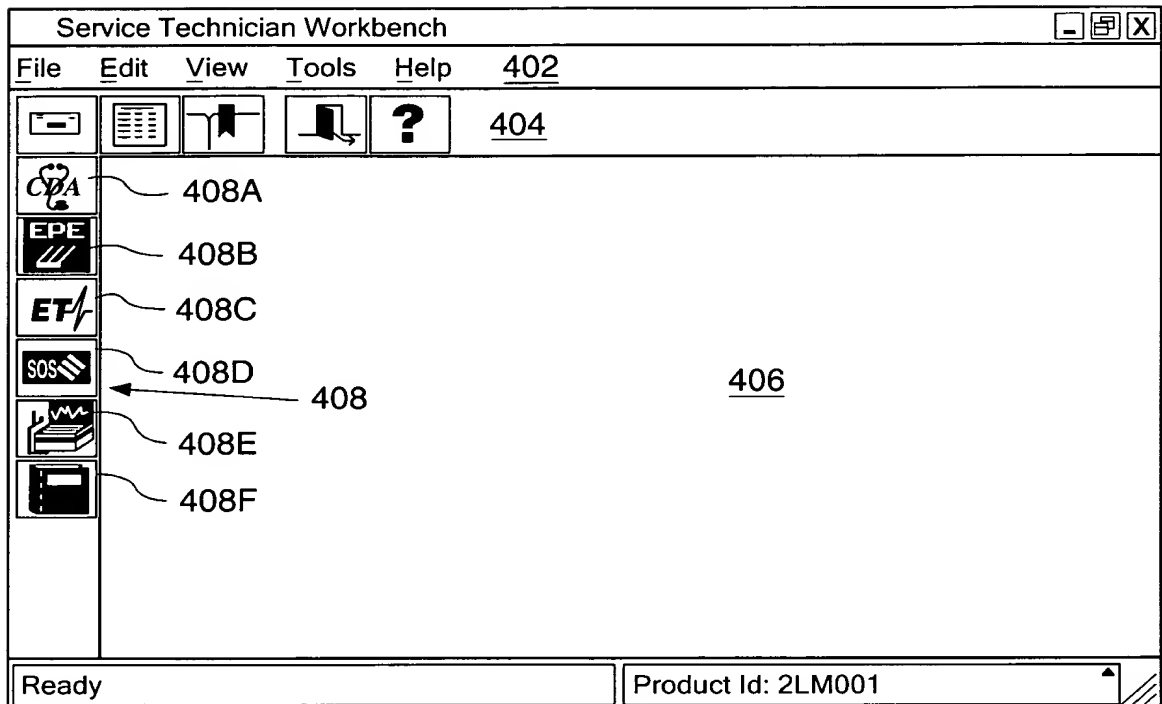 Service Technician Workbench
File Edit View Tools Help 402
? 404
CDA 408A
EPE 408B
ET 408C
SOS 408D
408 406
408E
408F
Ready Product Id: 2LM001